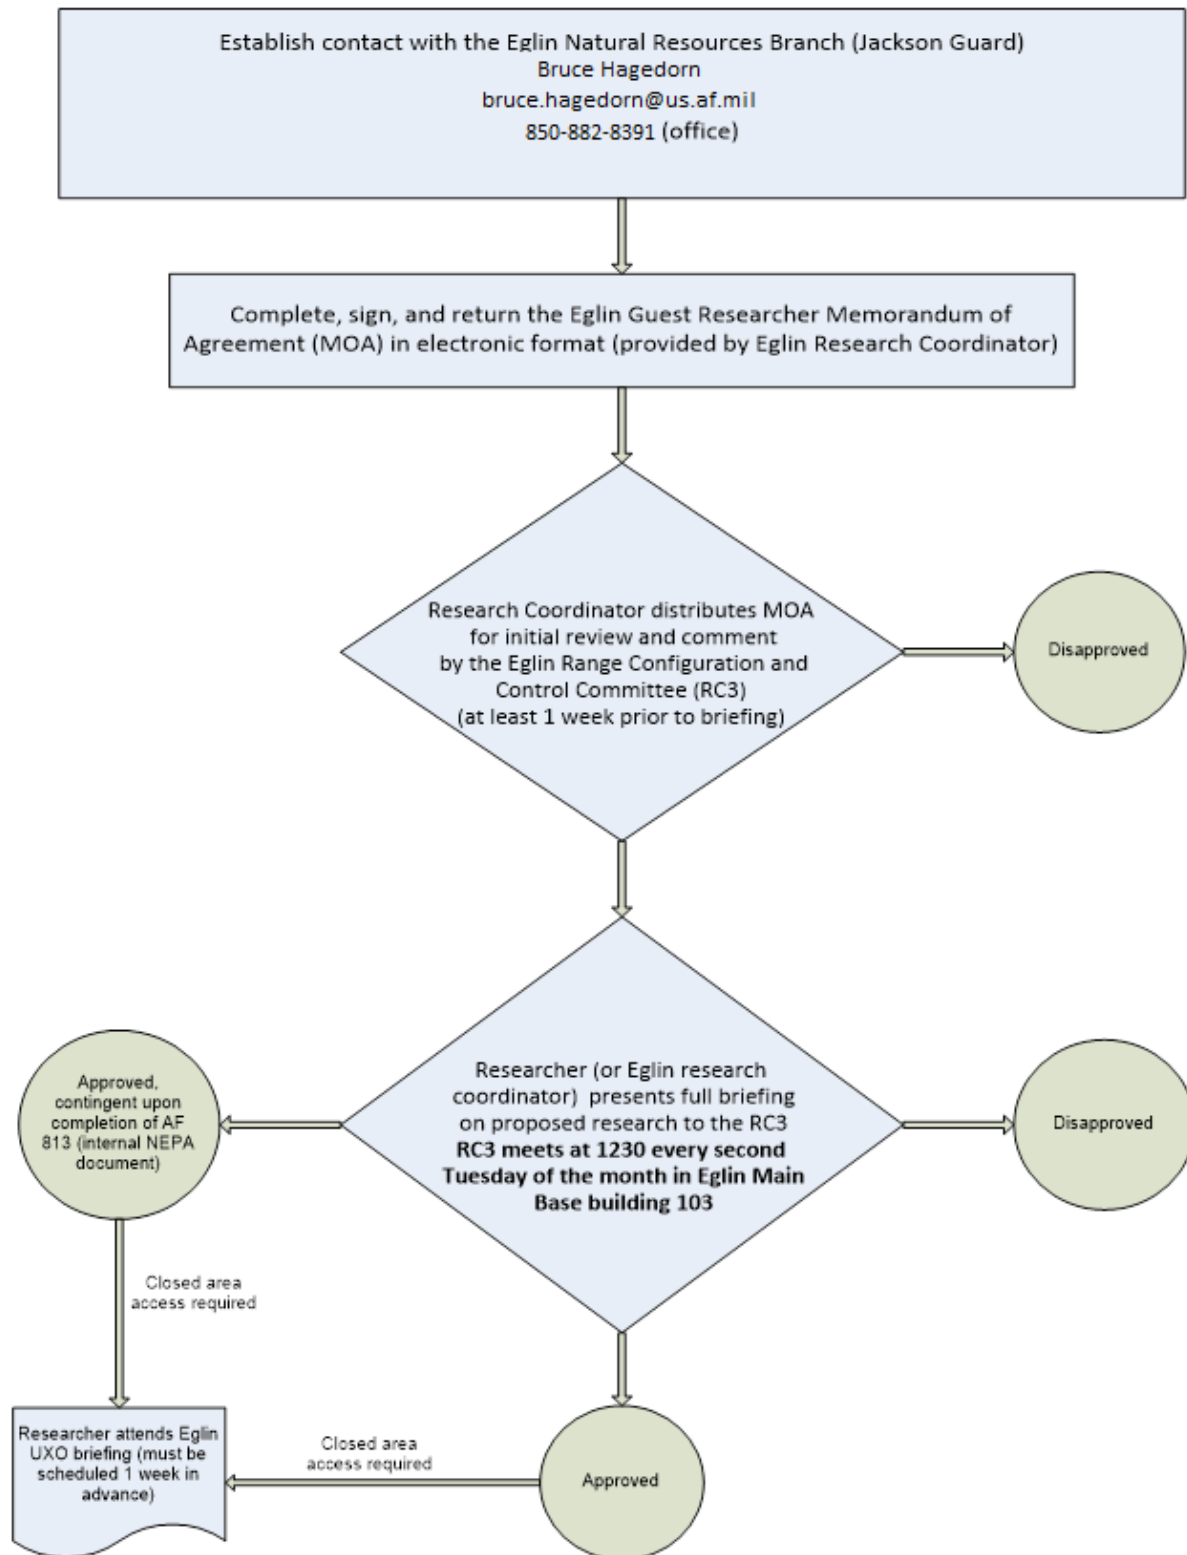 Establish contact with the Eglin Natural Resources Branch (Jackson Guard)
Bruce Hagedorn
bruce.hagedorn@us.af.mil
850-882-8391 (office)
Complete, sign, and return the Eglin Guest Researcher Memorandum of
Agreement (MOA) in electronic format (provided by Eglin Research Coordinator)
Research Coordinator distributes MOA
for initial review and comment
by the Eglin Range Configuration and
Control Committee (RC3)
(at least 1 week prior to briefing)
Disapproved
Researcher (or Eglin research
coordinator) presents full briefing
on proposed research to the RC3
RC3 meets at 1230 every second
Tuesday of the month in Eglin Main
Base building 103
Disapproved
Approved,
contingent upon
completion of AF
813 (internal NEPA
document)
Closed area
access required
Researcher attends Eglin
UXO briefing (must be
scheduled 1 week in
advance)
Closed area
access required
Approved